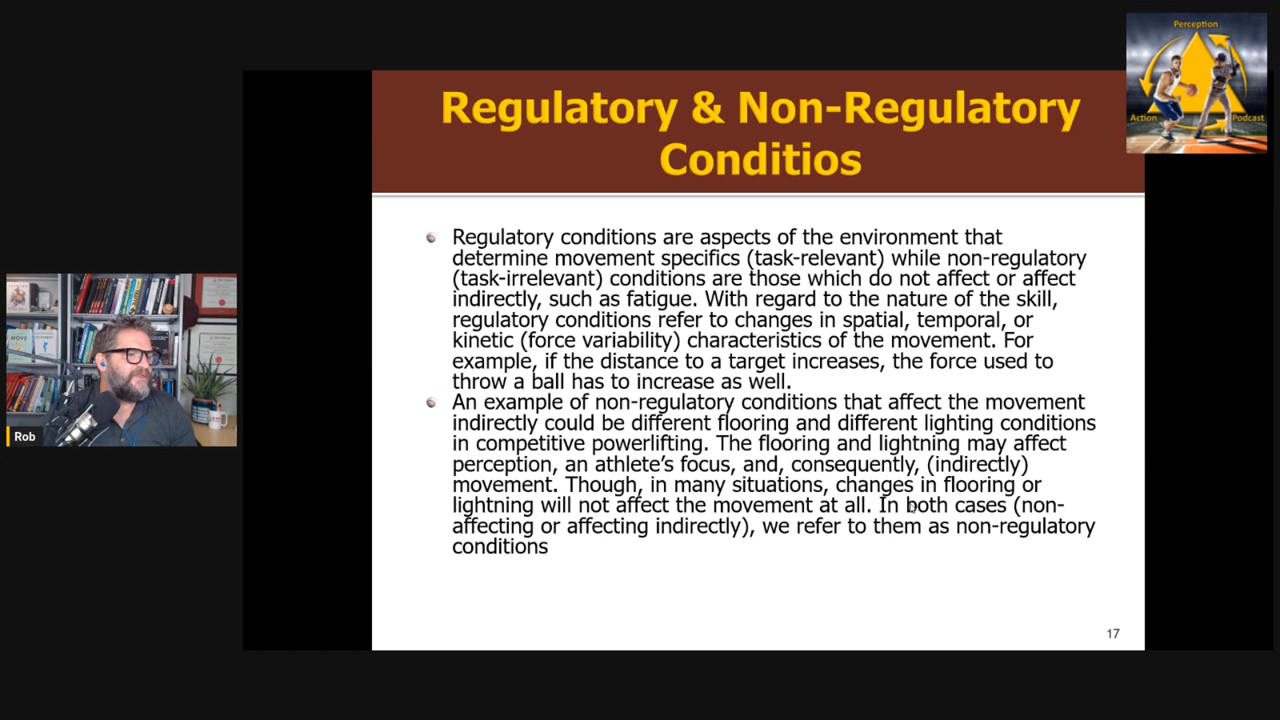 Perception
Action
Podcast
Regulatory & Non-Regulatory
Conditios
Regulatory conditions are aspects of the environment that
determine movement specifics (task-relevant) while non-regulatory
(task-irrelevant) conditions are those which do not affect or affect
indirectly, such as fatigue. With regard to the nature of the skill,
regulatory conditions refer to changes in spatial, temporal, or
kinetic (force variability) characteristics of the movement. For
example, if the distance to a target increases, the force used to
throw a ball has to increase as well.
An example of non-regulatory conditions that affect the movement
indirectly could be different flooring and different lighting conditions
in competitive powerlifting. The flooring and lightning may affect
perception, an athlete’s focus, and, consequently, (indirectly)
movement. Though, in many situations, changes in flooring or
lightning will not affect the movement at all. In both cases (non-
affecting or affecting indirectly), we refer to them as non-regulatory
conditions
17
MOVE
Rob